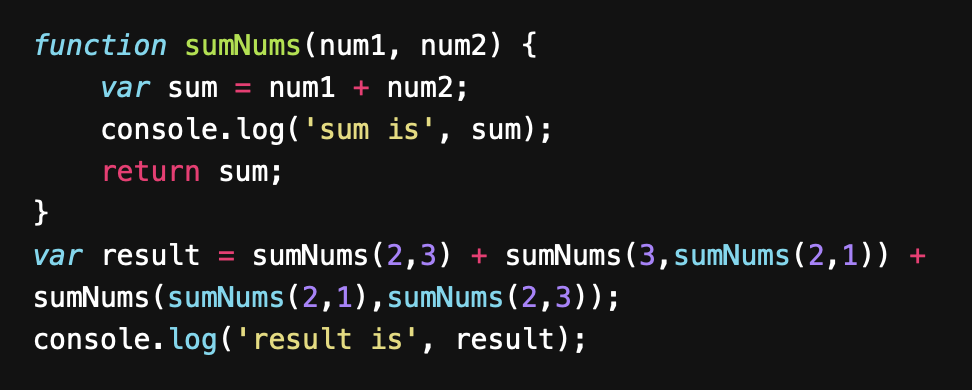 function sumNums(num1, num2) {
    var sum = num1 + num2;
    console.log('sum is', sum);
    return sum;
}
var result = sumNums(2,3) + sumNums(3,sumNums(2,1)) +
sumNums(sumNums(2,1),sumNums(2,3));
console.log('result is', result);